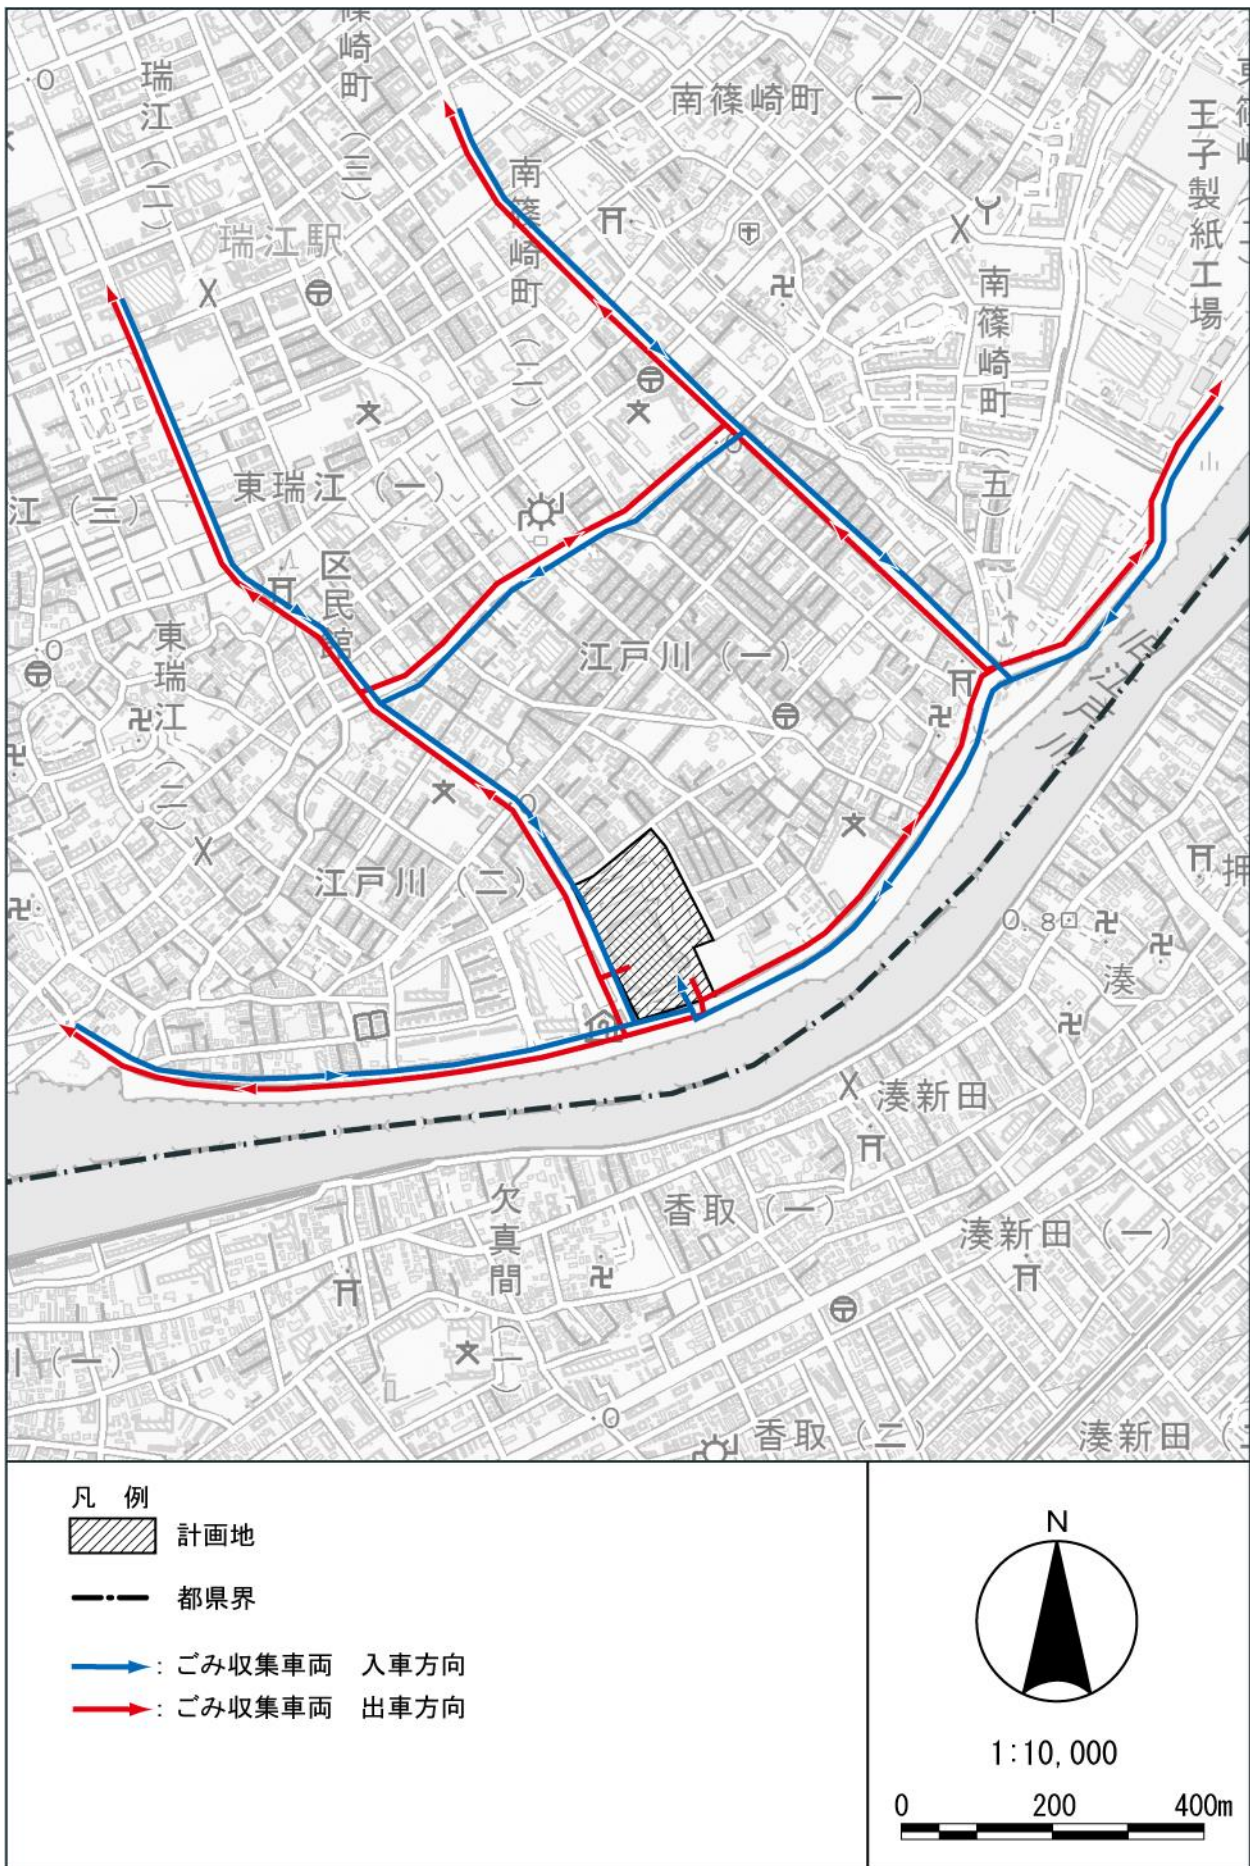 篠崎町(三)
瑞江(二)
南篠崎町(一)
王子製紙工場
南篠崎町(二)
瑞江駅
南篠崎町(五)
東瑞江(一)
江(三)
区民館
江戸川(一)
旧江戸川
東瑞江(二)
江戸川(二)
押
0.8
湊
湊新田
欠真間(一)
香取(一)
湊新田(一)
川(一)
香取(二)
湊新田(二
凡 例
計画地
都県界
:ごみ収集車両 入車方向
:ごみ収集車両 出車方向
N
1:10,000
0 200 400m